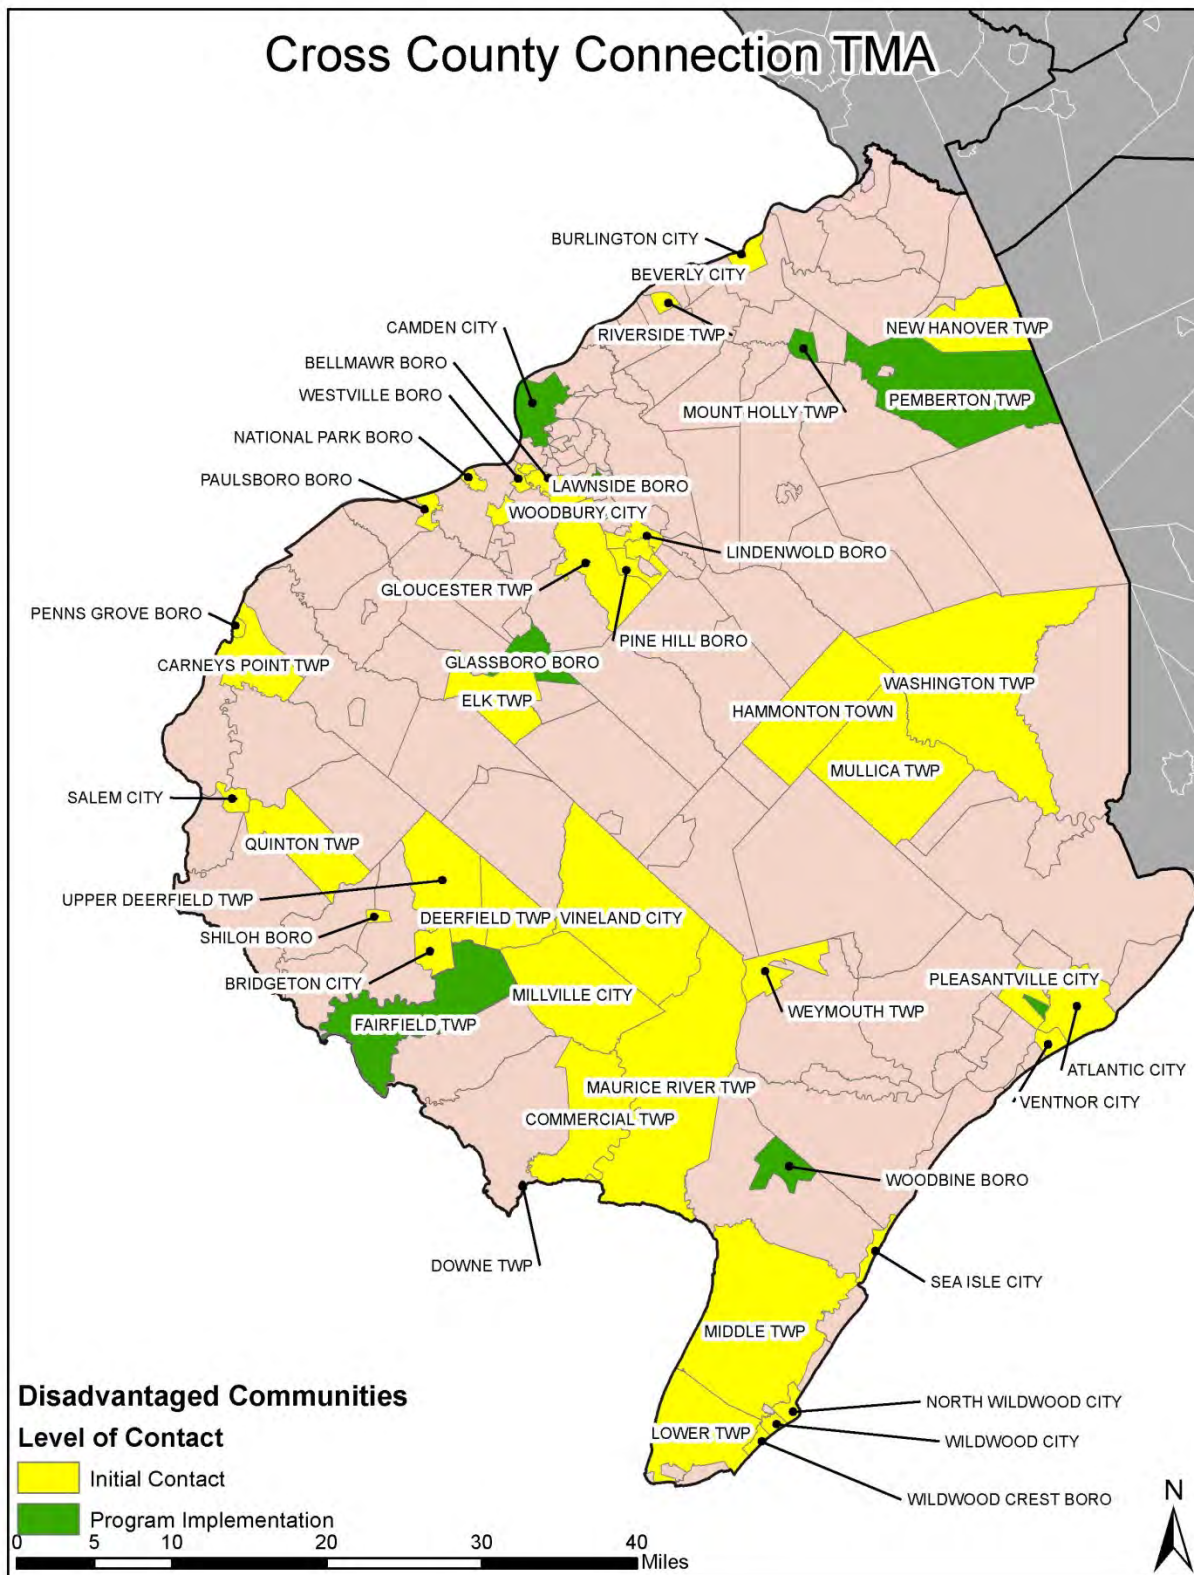 Cross County Connection TMA
BURLINGTON CITY
BEVERLY CITY
RIVERSIDE TWP
NEW HANOVER TWP
CAMDEN CITY
BELLMAWR BORO
WESTVILLE BORO
MOUNT HOLLY TWP
PEMBERTON TWP
NATIONAL PARK BORO
PAULSBORO BORO
LAWNSIDE BORO
WOODBURY CITY
LINDENWOLD BORO
GLOUCESTER TWP
PENNS GROVE BORO
PINE HILL BORO
CARNEYS POINT TWP
GLASSBORO BORO
WASHINGTON TWP
ELK TWP
HAMMONTON TOWN
MULLICA TWP
SALEM CITY
QUINTON TWP
UPPER DEERFIELD TWP
DEERFIELD TWP
VINELAND CITY
SHILOH BORO
BRIDGETON CITY
MILLVILLE CITY
PLEASANTVILLE CITY
WEYMOUTH TWP
FAIRFIELD TWP
ATLANTIC CITY
MAURICE RIVER TWP
VENTNOR CITY
COMMERCIAL TWP
WOODBINE BORO
DOWNE TWP
SEA ISLE CITY
MIDDLE TWP
NORTH WILDWOOD CITY
LOWER TWP
WILDWOOD CITY
WILDWOOD CREST BORO
Disadvantaged Communities
Level of Contact
Initial Contact
Program Implementation
0 5 10 20 30 40
Miles
N